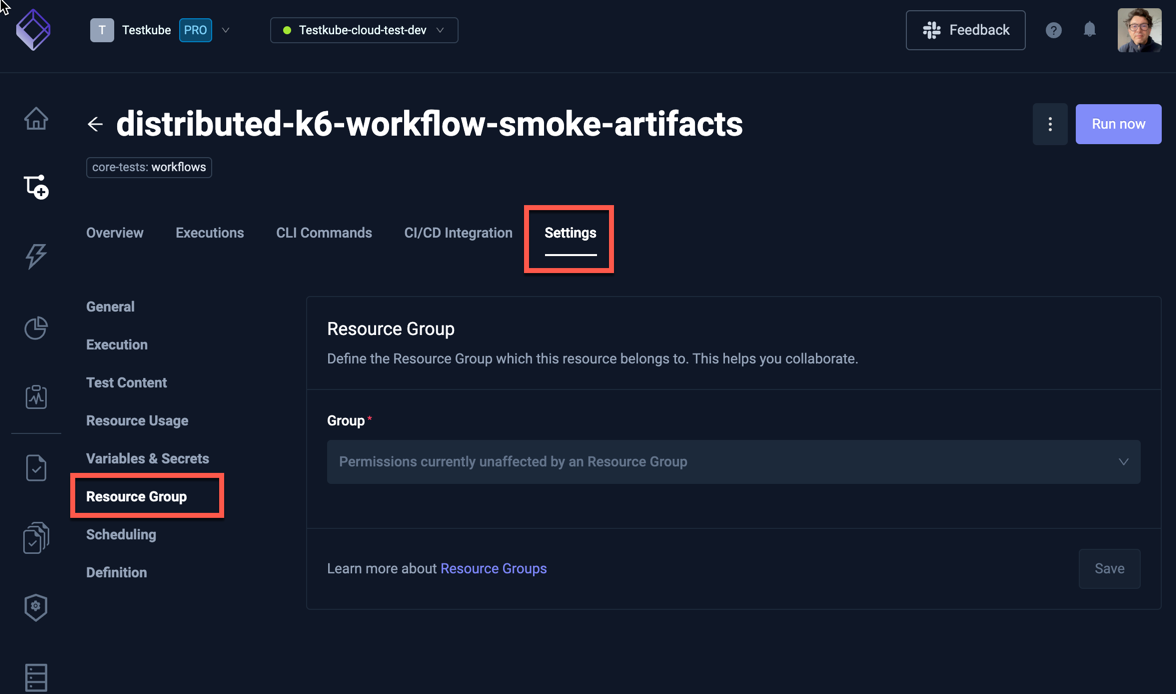 T Testkube PRO
Testkube-cloud-test-dev
Feedback
?
distributed-k6-workflow-smoke-artifacts
Run now
core-tests: workflows
Overview
Executions
CLI Commands
CI/CD Integration
Settings
General
Execution
Test Content
Resource Usage
Variables & Secrets
Resource Group
Scheduling
Definition
Resource Group
Define the Resource Group which this resource belongs to. This helps you collaborate.
Group *
Permissions currently unaffected by an Resource Group
Learn more about Resource Groups
Save